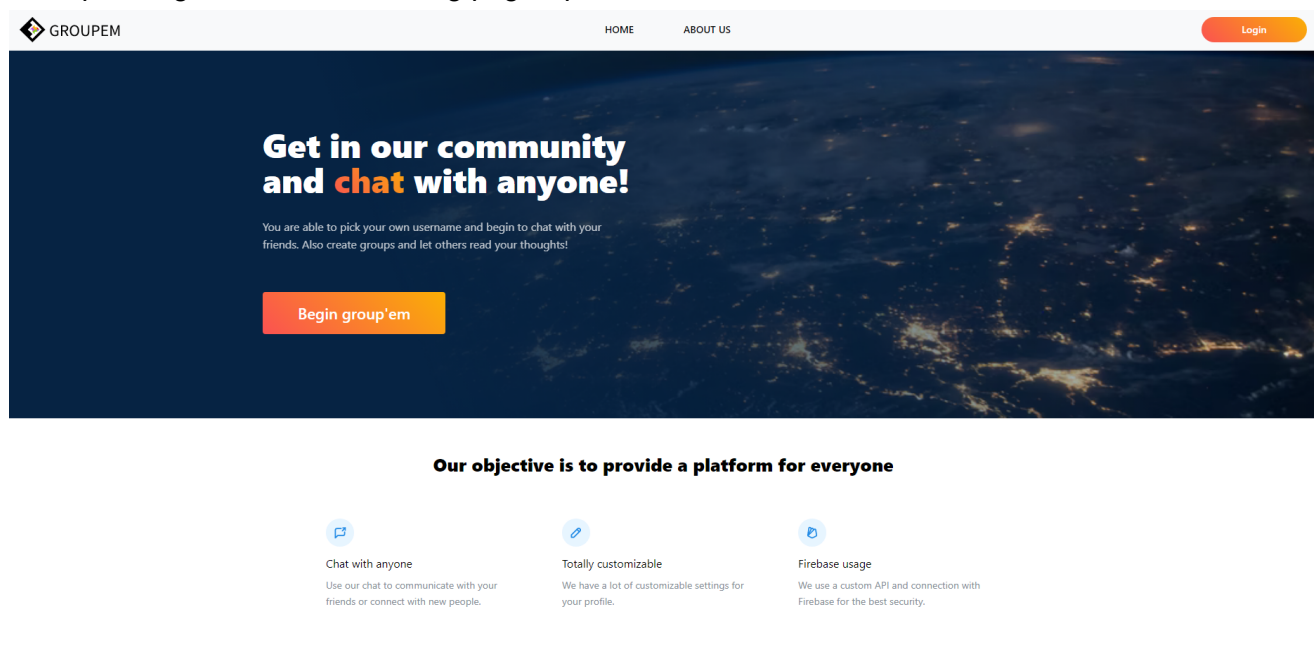 GROUPEM
HOME
ABOUT US
Login
Get in our community
and chat with anyone!
You are able to pick your own username and begin to chat with your
friends. Also create groups and let others read your thoughts!
Begin group'em
Our objective is to provide a platform for everyone
Chat with anyone
Use our chat to communicate with your
friends or connect with new people.
Totally customizable
We have a lot of customizable settings for
your profile.
Firebase usage
We use a custom API and connection with
Firebase for the best security.